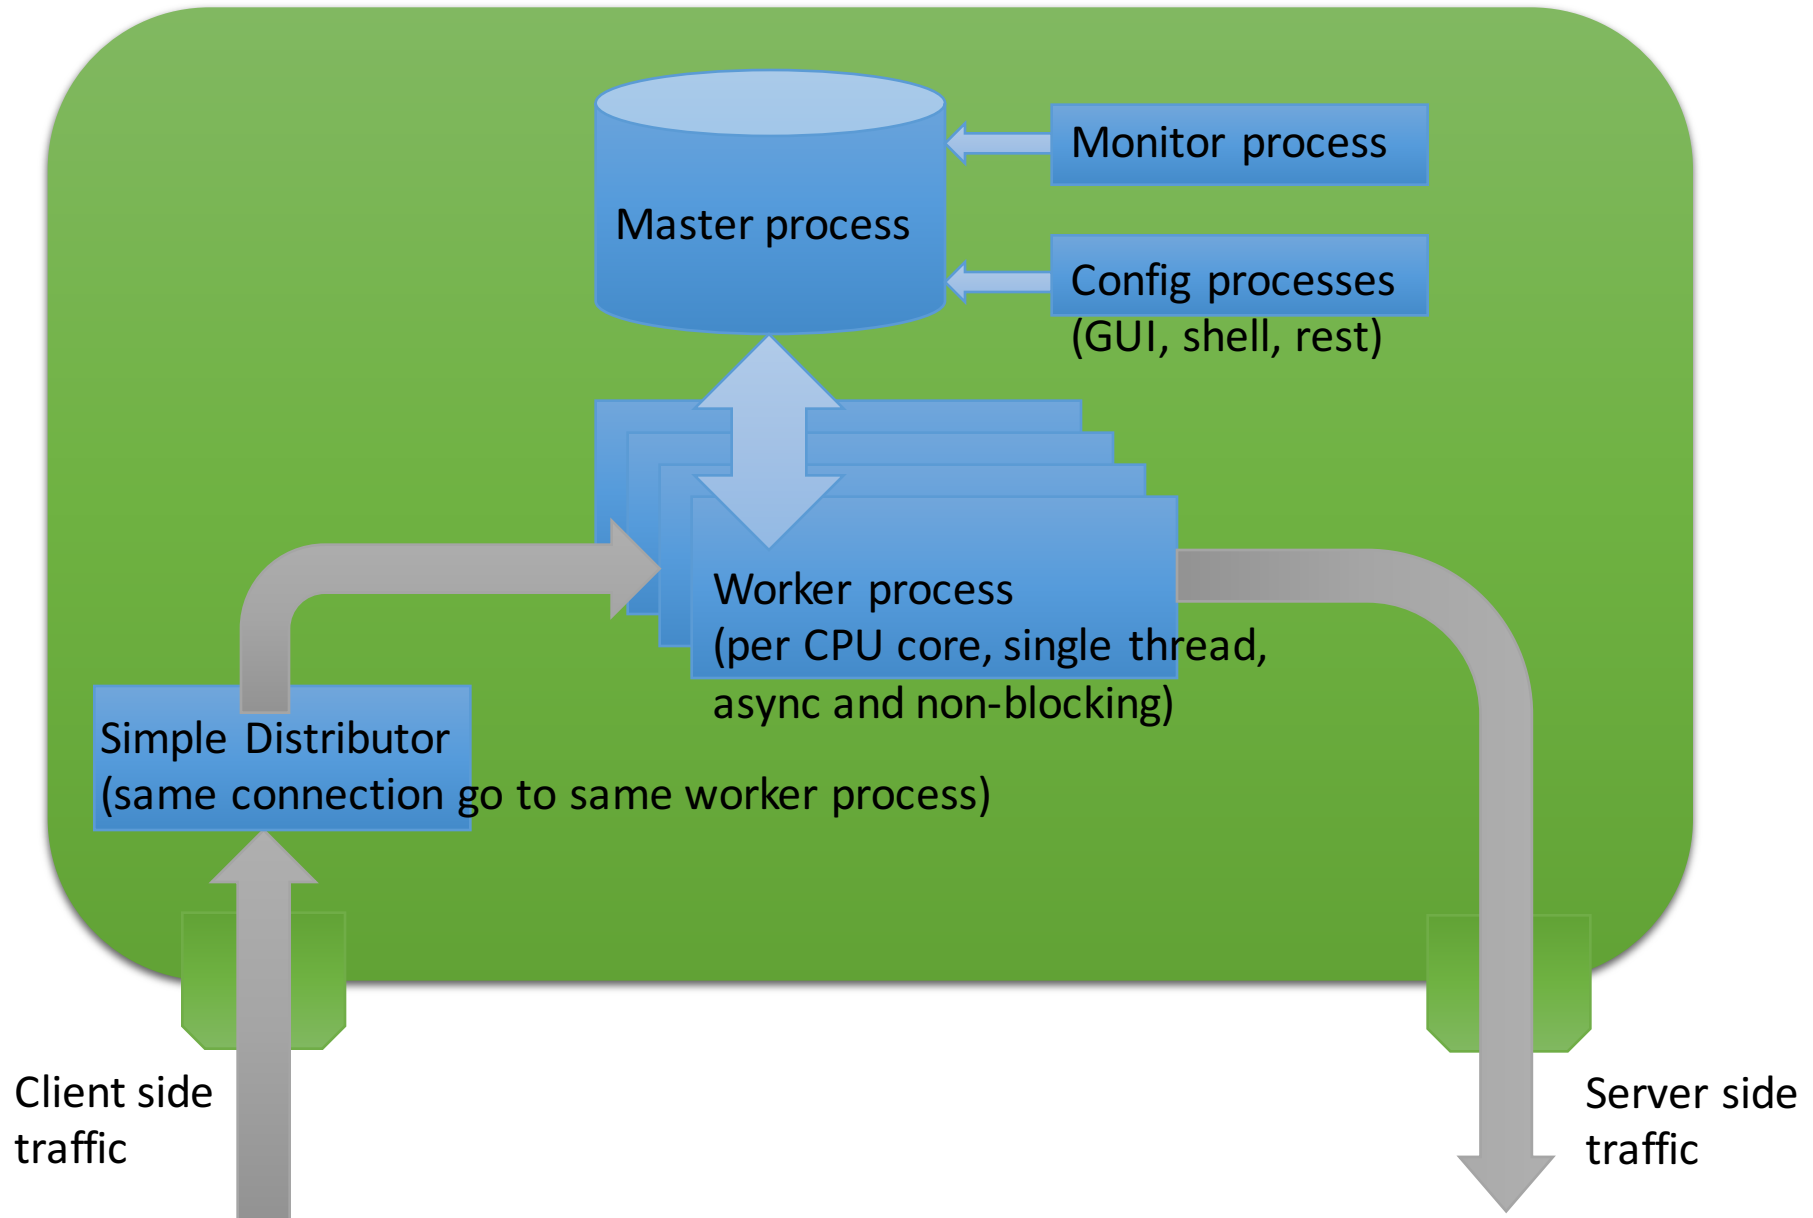 Monitor process
Master process
Config processes
(GUI, shell, rest)
Worker process
(per CPU core, single thread,
async and non-blocking)
Simple Distributor
(same connection go to same worker process)
Client side
traffic
Server side
traffic